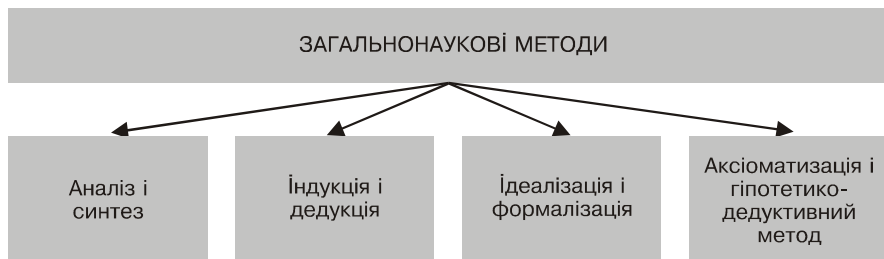 ЗАГАЛЬНОНАУКОВІ МЕТОДИ
Аналіз і
синтез
Індукція і
дедукція
Ідеалізація і
формалізація
Аксіоматизація і
гіпотетико-
дедуктивний
метод